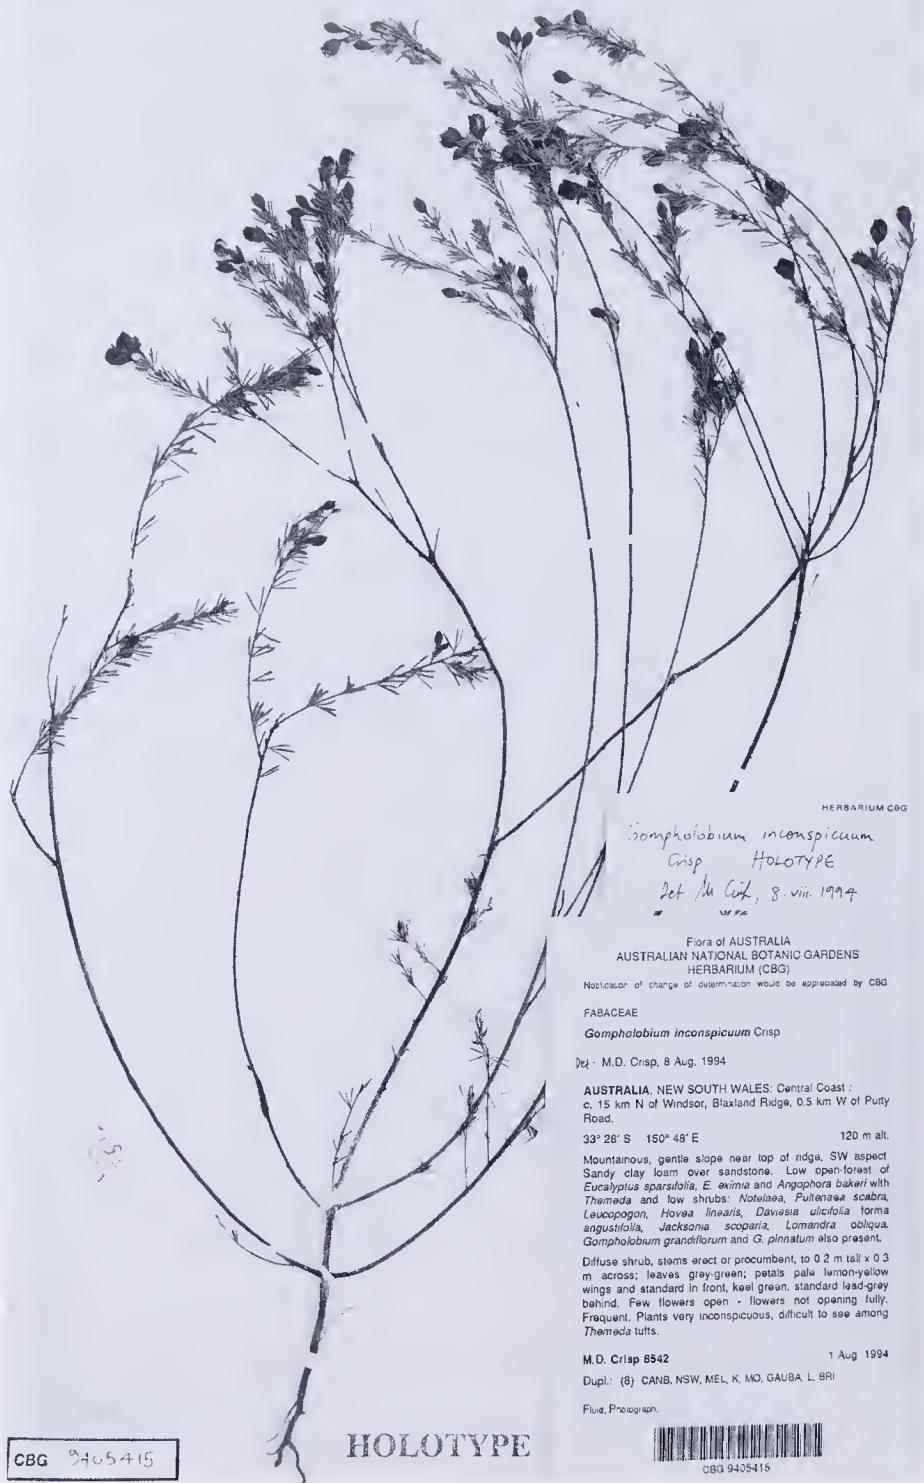 HERBARIUM CBG
Gompholobium inconspicuum
Crisp HOLOTYPE
Det M Crisp, 8. viii. 1994
Flora of AUSTRALIA
AUSTRALIAN NATIONAL BOTANIC GARDENS
HERBARIUM (CBG)
Notification of change of determination would be appreciated by CBG
FABACEAE
Gompholobium inconspicuum Crisp
Det · M.D. Crisp, 8 Aug. 1994
AUSTRALIA, NEW SOUTH WALES: Central Coast :
c. 15 km N of Windsor, Blaxland Ridge, 0.5 km W of Putty
Road.
33° 26' S 150° 48' E 120 m alt.
Mountainous, gentle slope near top of ridge, SW aspect
Sandy clay loam over sandstone. Low open-forest of
Eucalyptus sparsifolia, E. eximia and Angophora bakeri with
Themeda and low shrubs: Notelaea, Pultenaea scabra,
Leucopogon, Hovea linearis, Daviesia ulicifolia forma
angustifolia, Jacksonia scoparia, Lomandra obliqua.
Gompholobium grandiflorum and G. pinnatum also present.
Diffuse shrub, stems erect or procumbent, to 0 2 m tall x 0 3
m across; leaves grey-green; petals pale lemon-yellow
wings and standard in front, keel green, standard lead-grey
behind. Few flowers open - flowers not opening fully.
Frequent. Plants very inconspicuous, difficult to see among
Themeda tufts.
M.D. Crisp 8542 1 Aug 1994
Dupl.: (8) CANB, NSW, MEL, K, MO, GAUBA, L, BRI
Fluid, Photograph.
CBG 9405415
HOLOTYPE
CBG 9405415